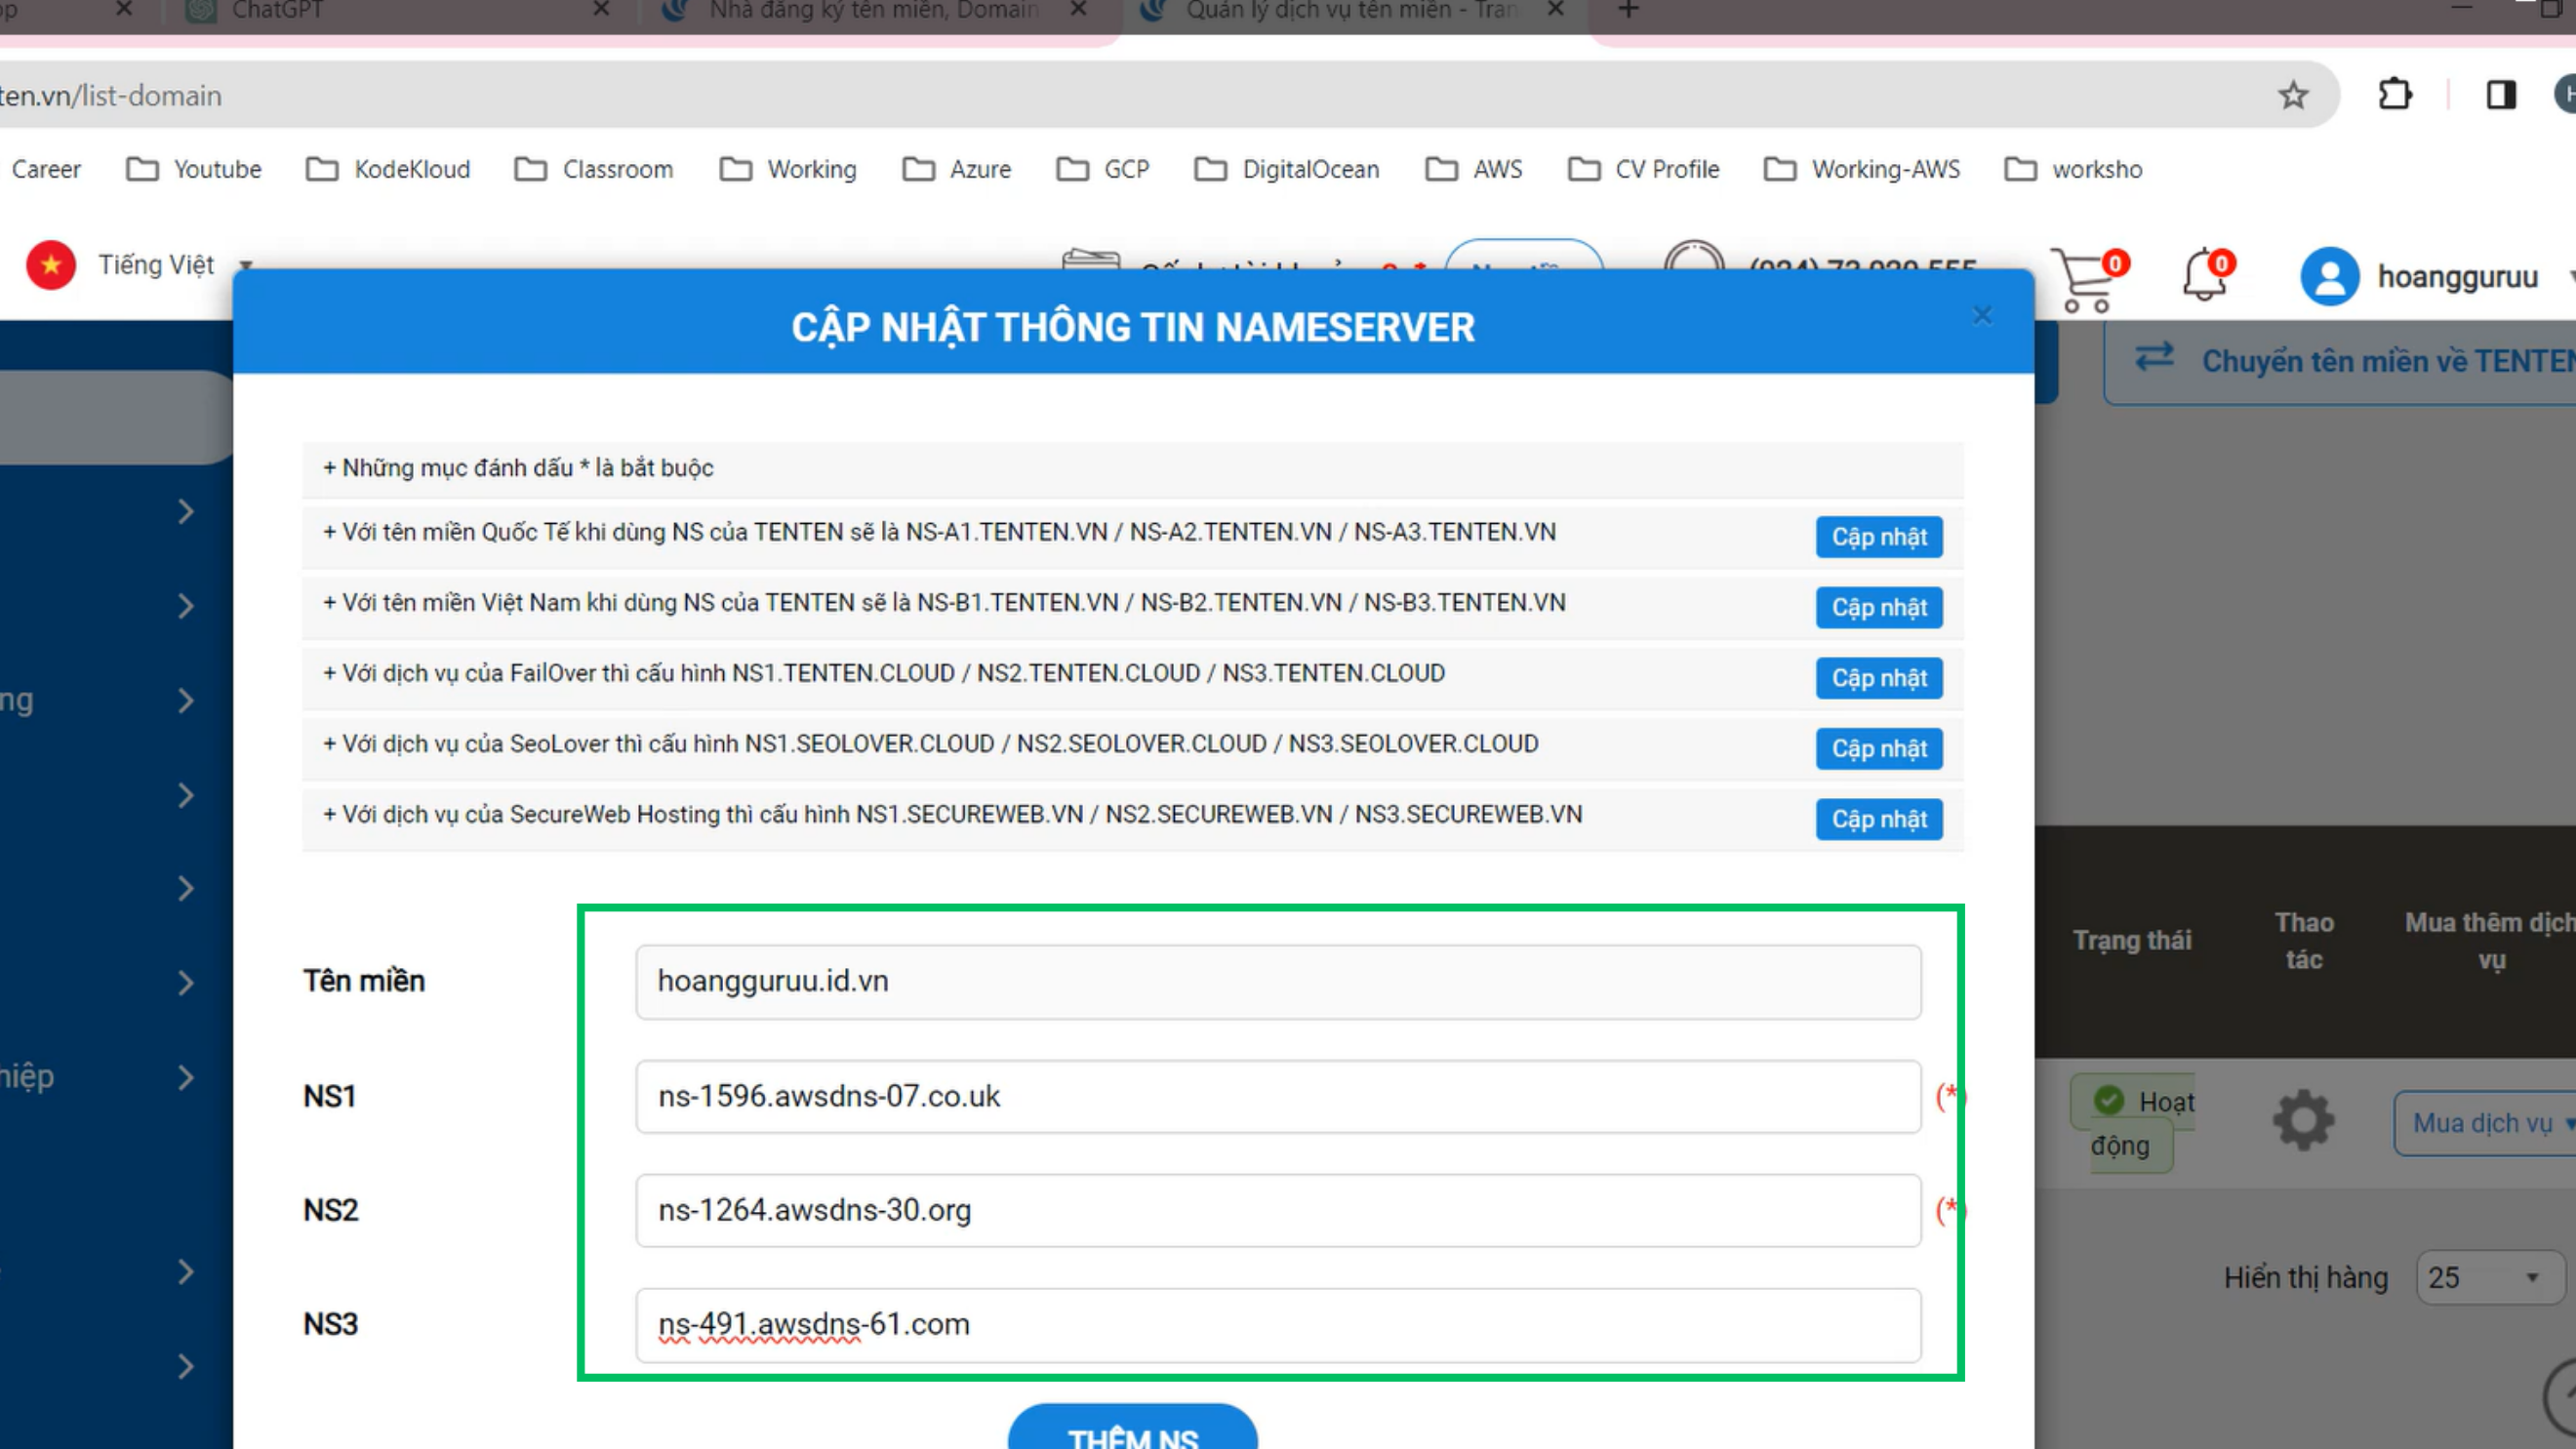 ChatGPT
Nhà đăng ký tên miền, Domain
Quản lý dịch vụ tên miền - Tran
ten.vn/list-domain
Career
Youtube
KodeKloud
Classroom
Working
Azure
GCP
DigitalOcean
AWS
CV Profile
Working-AWS
worksho
Tiếng Việt
0
0
hoangguruu
CẬP NHẬT THÔNG TIN NAMESERVER
Chuyển tên miền về TENTEN
+ Những mục đánh dấu * là bắt buộc
+ Với tên miền Quốc Tế khi dùng NS của TENTEN sẽ là NS-A1.TENTEN.VN / NS-A2.TENTEN.VN / NS-A3.TENTEN.VN
Cập nhật
+ Với tên miền Việt Nam khi dùng NS của TENTEN sẽ là NS-B1.TENTEN.VN / NS-B2.TENTEN.VN / NS-B3.TENTEN.VN
Cập nhật
+ Với dịch vụ của FailOver thì cấu hình NS1.TENTEN.CLOUD / NS2.TENTEN.CLOUD / NS3.TENTEN.CLOUD
Cập nhật
+ Với dịch vụ của SeoLover thì cấu hình NS1.SEOLOVER.CLOUD / NS2.SEOLOVER.CLOUD / NS3.SEOLOVER.CLOUD
Cập nhật
+ Với dịch vụ của SecureWeb Hosting thì cấu hình NS1.SECUREWEB.VN / NS2.SECUREWEB.VN / NS3.SECUREWEB.VN
Cập nhật
Trạng thái
Thao
tác
Mua thêm dịch
vụ
Tên miền
hoangguruu.id.vn
NS1
ns-1596.awsdns-07.co.uk
(*)
Hoạt
động
Mua dịch vụ
NS2
ns-1264.awsdns-30.org
(*)
NS3
ns-491.awsdns-61.com
Hiển thị hàng
25
THÊM NS